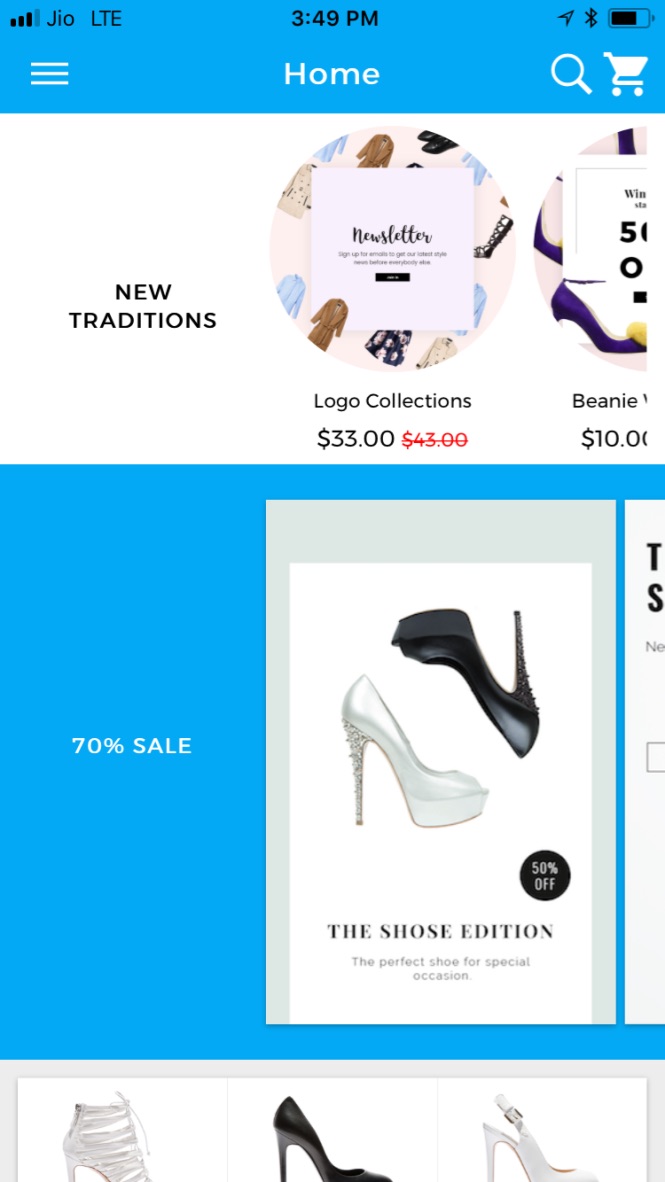 Jio LTE 3:49 PM
Home
NEW
TRADITIONS
Newsletter
Sign up for emails to get our latest style
news before everybody else.
Logo Collections
$33.00 $43.00
Win
sta
50
O
Beanie
$10.00
70% SALE
50%
OFF
THE SHOSE EDITION
The perfect shoe for special
occasion.
T
S
Ne